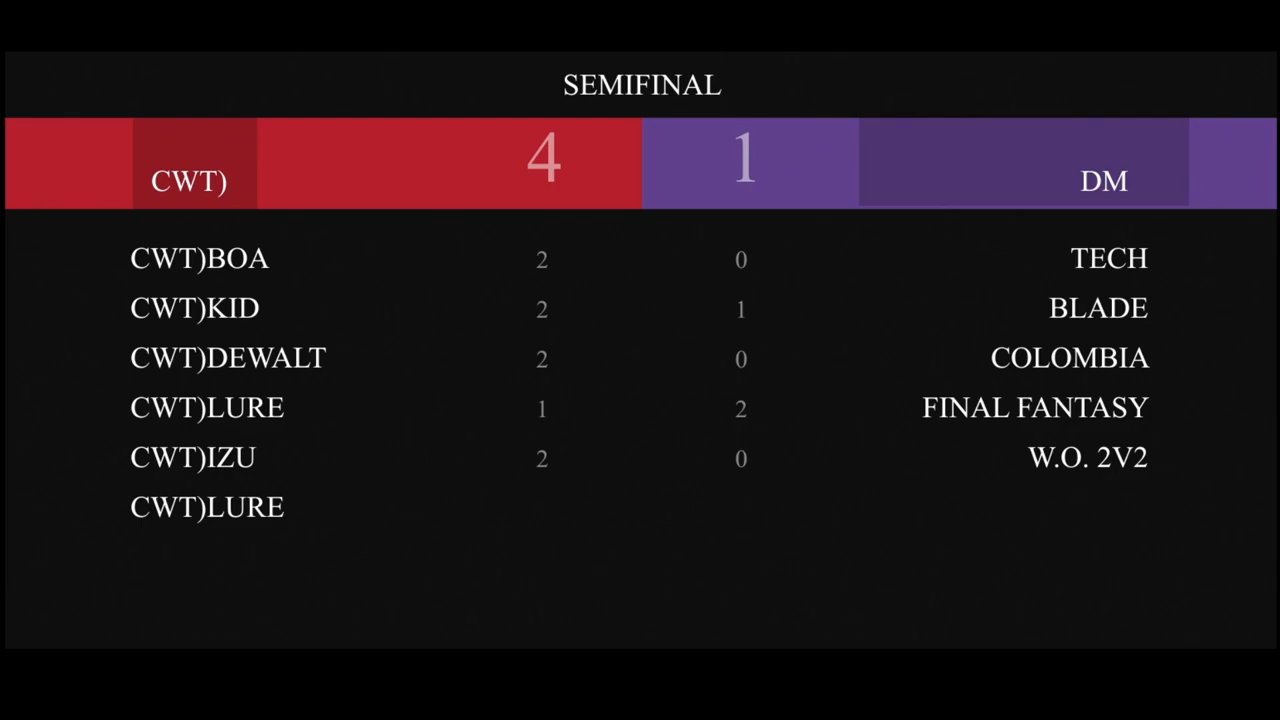 SEMIFINAL
CWT) 4 1 DM
CWT)BOA 2 0 TECH
CWT)KID 2 1 BLADE
CWT)DEWALT 2 0 COLOMBIA
CWT)LURE 1 2 FINAL FANTASY
CWT)IZU 2 0 W.O. 2V2
CWT)LURE